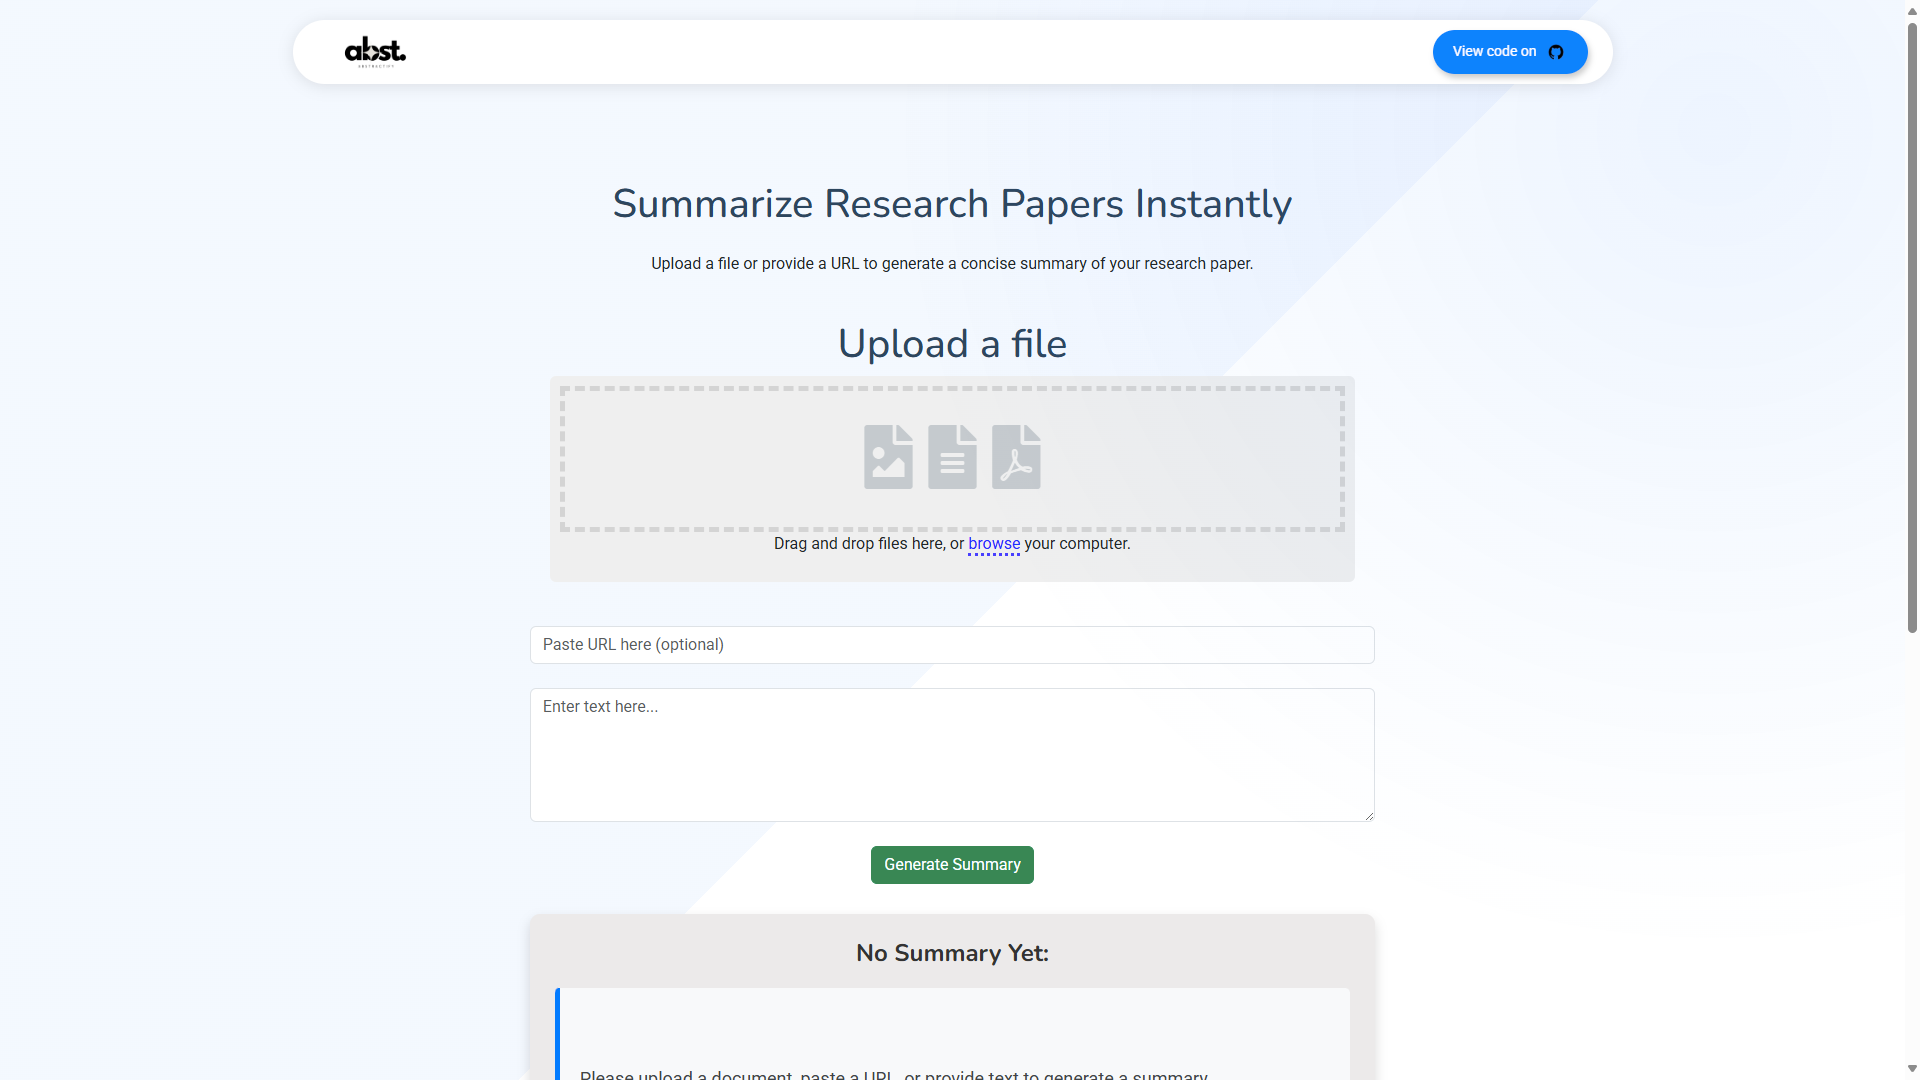 abst.
View code on
Summarize Research Papers Instantly
Upload a file or provide a URL to generate a concise summary of your research paper.
Upload a file
Drag and drop files here, or browse your computer.
Paste URL here (optional)
Enter text here...
Generate Summary
No Summary Yet:
Please upload a document, paste a URL, or provide text to generate a summary.